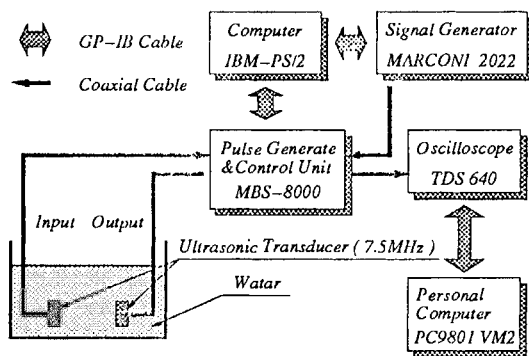 GP-IB Cable
Coaxial Cable
Computer
IBM-PS/2
Signal Generator
MARCONI 2022
Pulse Generate
& Control Unit
MBS-8000
Oscilloscope
TDS 640
Input Output
Ultrasonic Transducer ( 7.5MHz )
Watar
Personal
Computer
PC9801 VM2